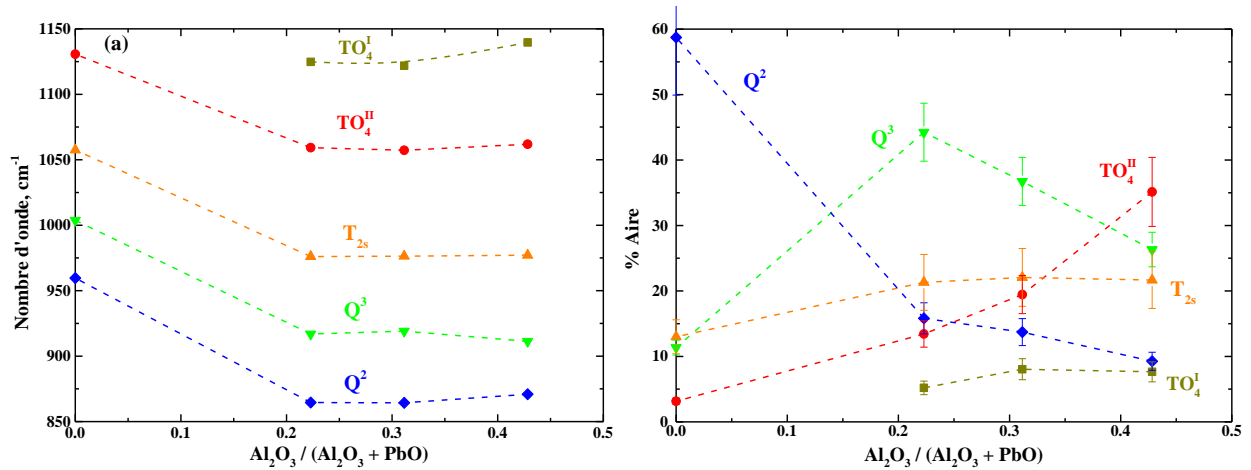 (a)
1150
1100
1050
1000
950
900
850
Nombre d'onde, cm⁻¹
TO₄ᴵ
TO₄ᴵᴵ
T₂ₛ
Q³
Q²
0.0 0.1 0.2 0.3 0.4 0.5
Al₂O₃ / (Al₂O₃ + PbO)
60
50
40
30
20
10
0
% Aire
Q²
Q³
TO₄ᴵᴵ
T₂ₛ
TO₄ᴵ
0.0 0.1 0.2 0.3 0.4 0.5
Al₂O₃ / (Al₂O₃ + PbO)